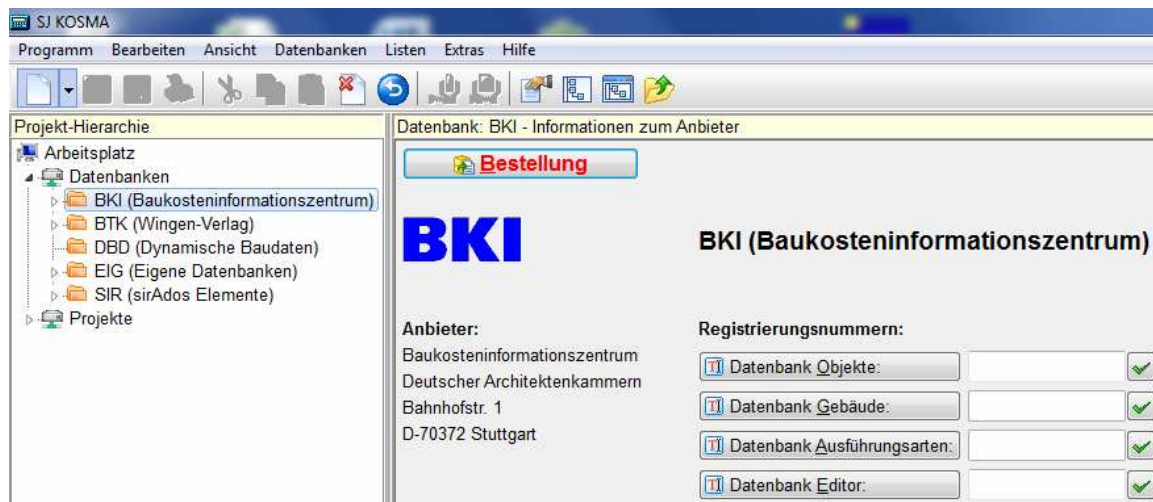 SJ KOSMA
Programm Bearbeiten Ansicht Datenbanken Listen Extras Hilfe
Projekt-Hierarchie
Arbeitsplatz
Datenbanken
BKI (Baukosteninformationszentrum)
BTK (Wingen-Verlag)
DBD (Dynamische Baudaten)
EIG (Eigene Datenbanken)
SIR (sirAdos Elemente)
Projekte
Datenbank: BKI - Informationen zum Anbieter
Bestellung
BKI
BKI (Baukosteninformationszentrum)
Anbieter:
Baukosteninformationszentrum
Deutscher Architektenkammern
Bahnhofstr. 1
D-70372 Stuttgart
Registrierungsnummern:
Datenbank Objekte:
Datenbank Gebäude:
Datenbank Ausführungsarten:
Datenbank Editor: